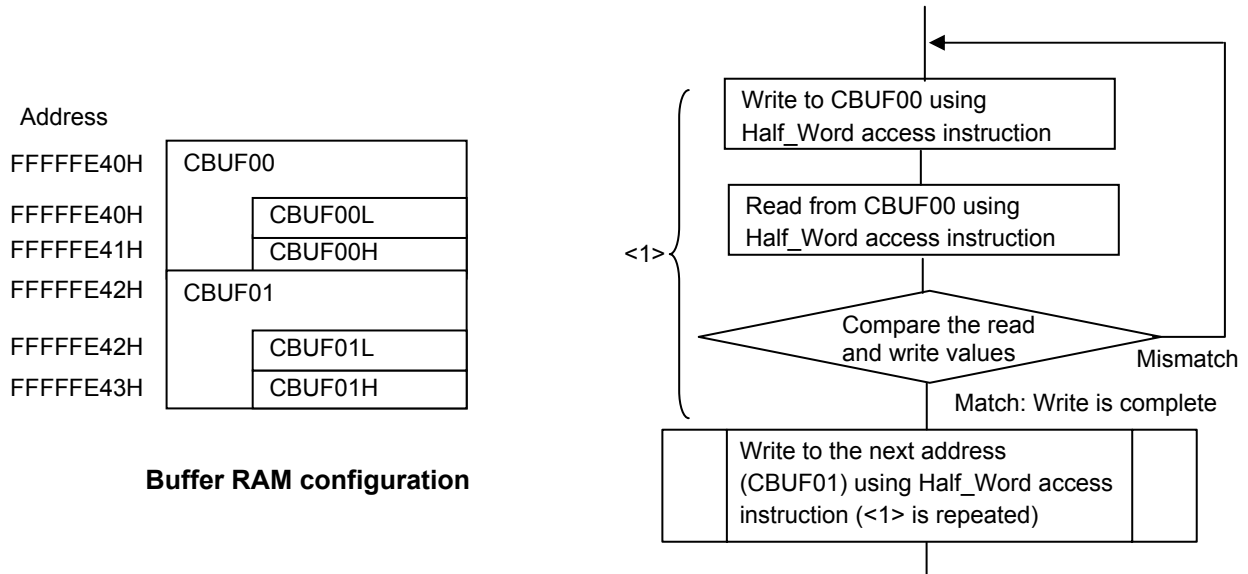 Address
FFFFFE40H CBUF00
FFFFFE40H CBUF00L
FFFFFE41H CBUF00H
FFFFFE42H CBUF01
FFFFFE42H CBUF01L
FFFFFE43H CBUF01H
Buffer RAM configuration
<1>
Write to CBUF00 using
Half_Word access instruction
Read from CBUF00 using
Half_Word access instruction
Compare the read
and write values
Mismatch
Match: Write is complete
Write to the next address
(CBUF01) using Half_Word access
instruction (<1> is repeated)